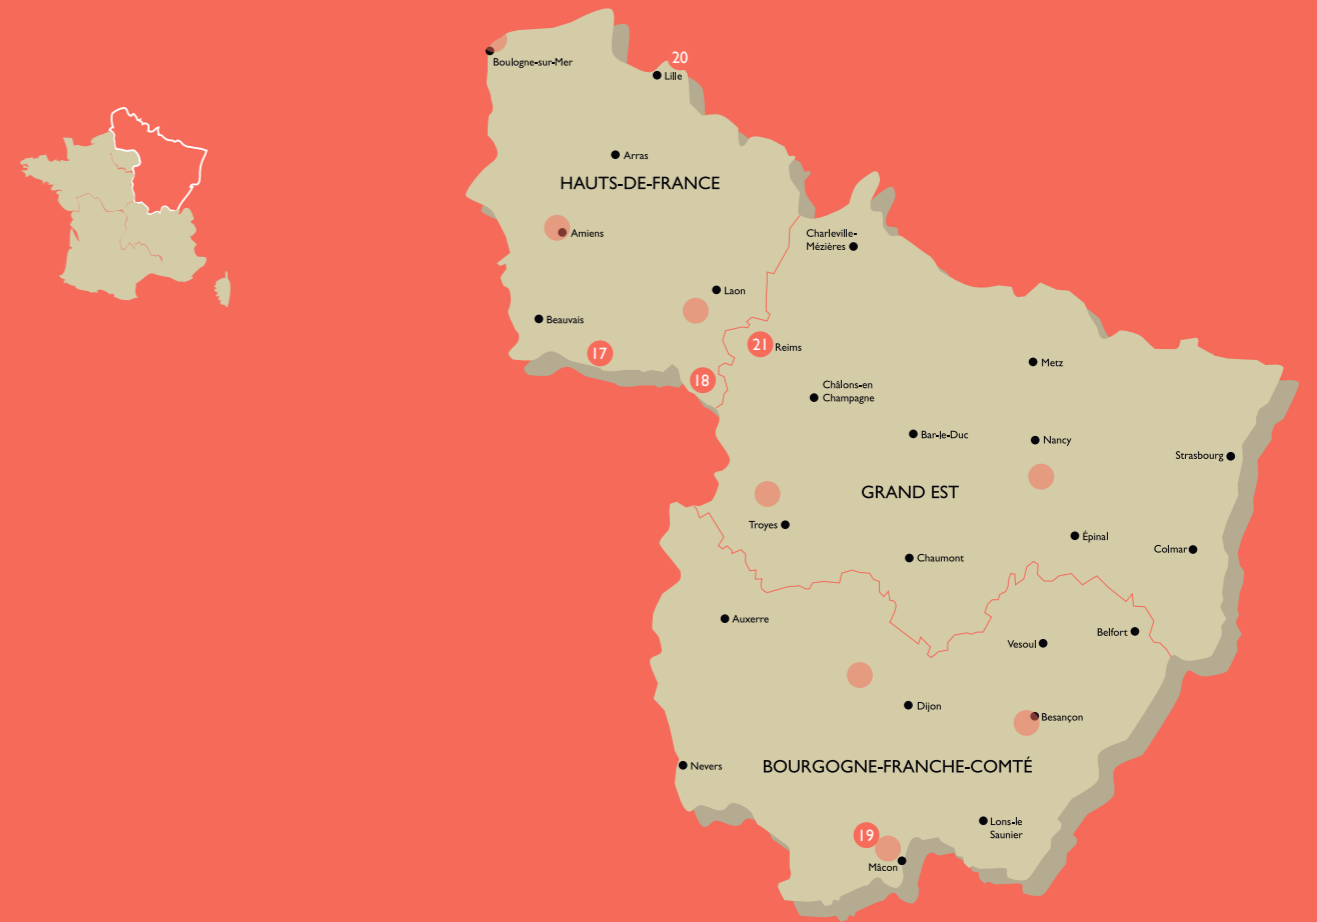 20
Boulogne-sur-Mer
Lille
Arras
HAUTS-DE-FRANCE
Amiens
Charleville-
Mézières
Laon
Beauvais
17
21
Reims
18
Metz
Châlons-en
Champagne
Bar-le-Duc
Nancy
Strasbourg
GRAND EST
Troyes
Épinal
Colmar
Chaumont
Auxerre
Belfort
Vesoul
Dijon
Besançon
Nevers
BOURGOGNE-FRANCHE-COMTÉ
Lons-le
Saunier
19
Mâcon